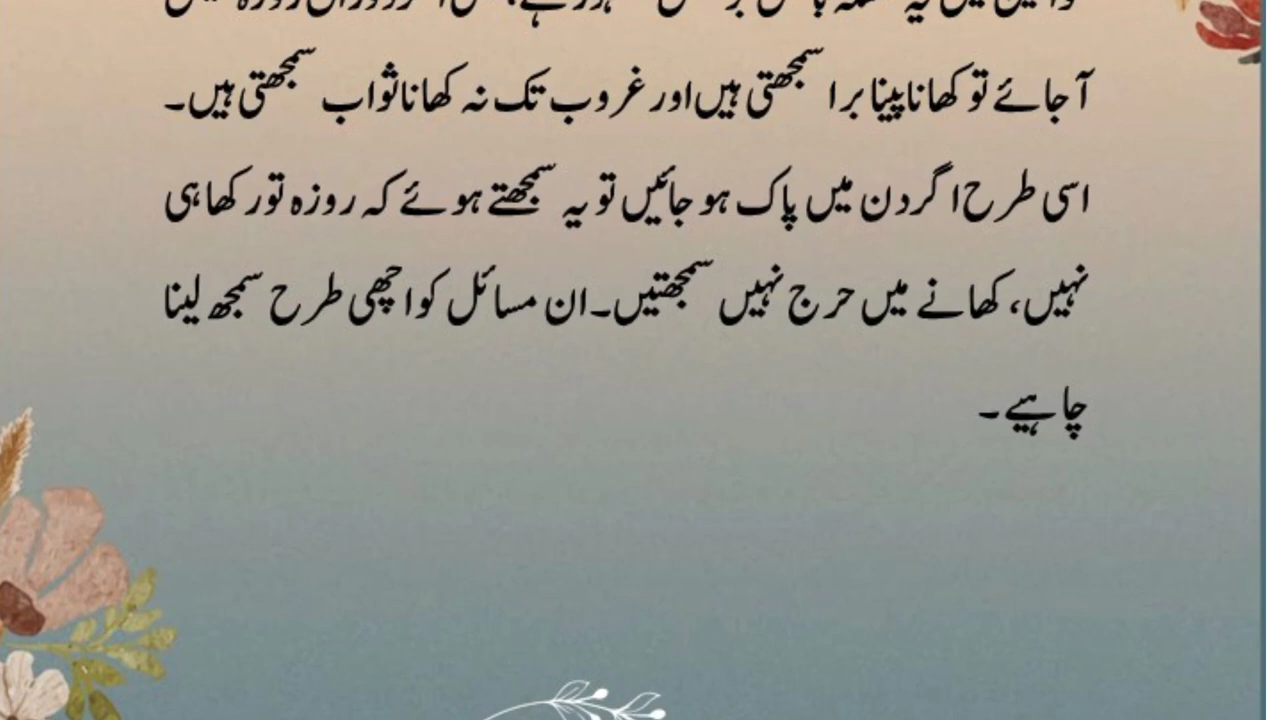 آجائے تو کھانا پینا برا سمجھتی ہیں اور غروب تک نہ کھانا ثواب سمجھتی ہیں۔
اسی طرح اگر دن میں پاک ہو جائیں تو یہ سمجھتے ہوئے کہ روزہ تو رکھا ہی
نہیں، کھانے میں حرج نہیں سمجھتیں۔ ان مسائل کو اچھی طرح سمجھ لینا
چاہیے۔